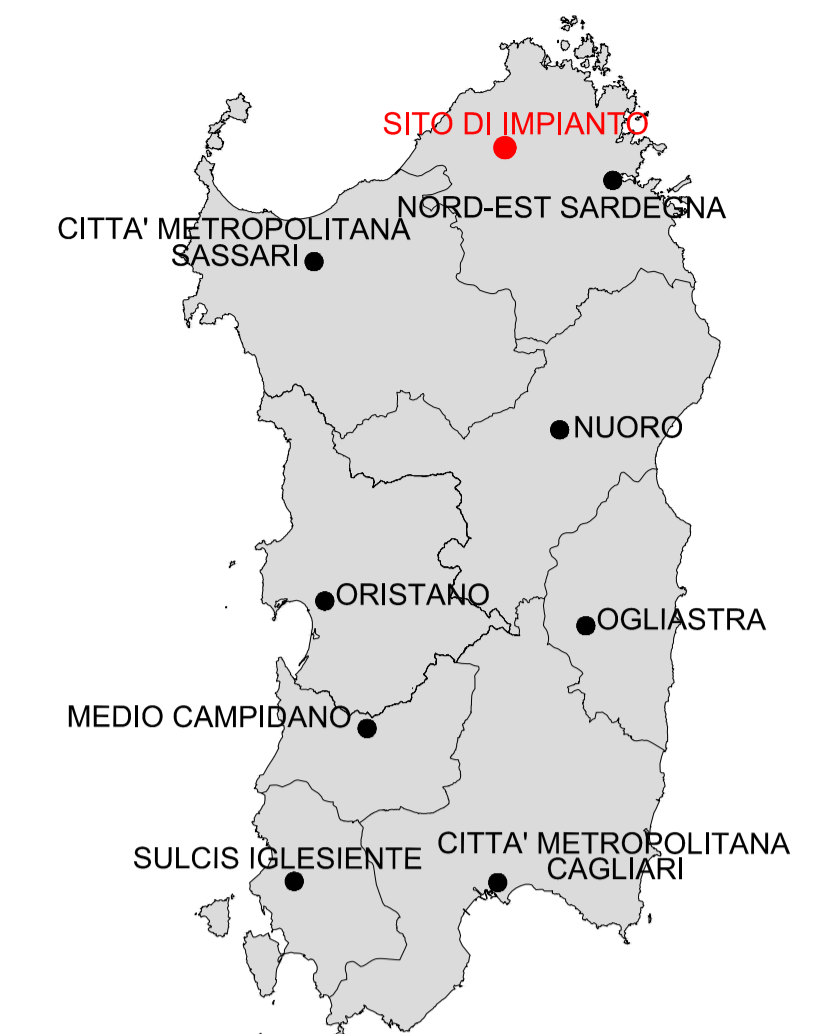 SITO DI IMPIANTO
NORD-EST SARDEGNA
CITTA' METROPOLITANA
SASSARI
NUORO
ORISTANO
OGLIASTRA
MEDIO CAMPIDANO
CITTA' METROPOLITANA
CAGLIARI
SULCIS IGLESIENTE